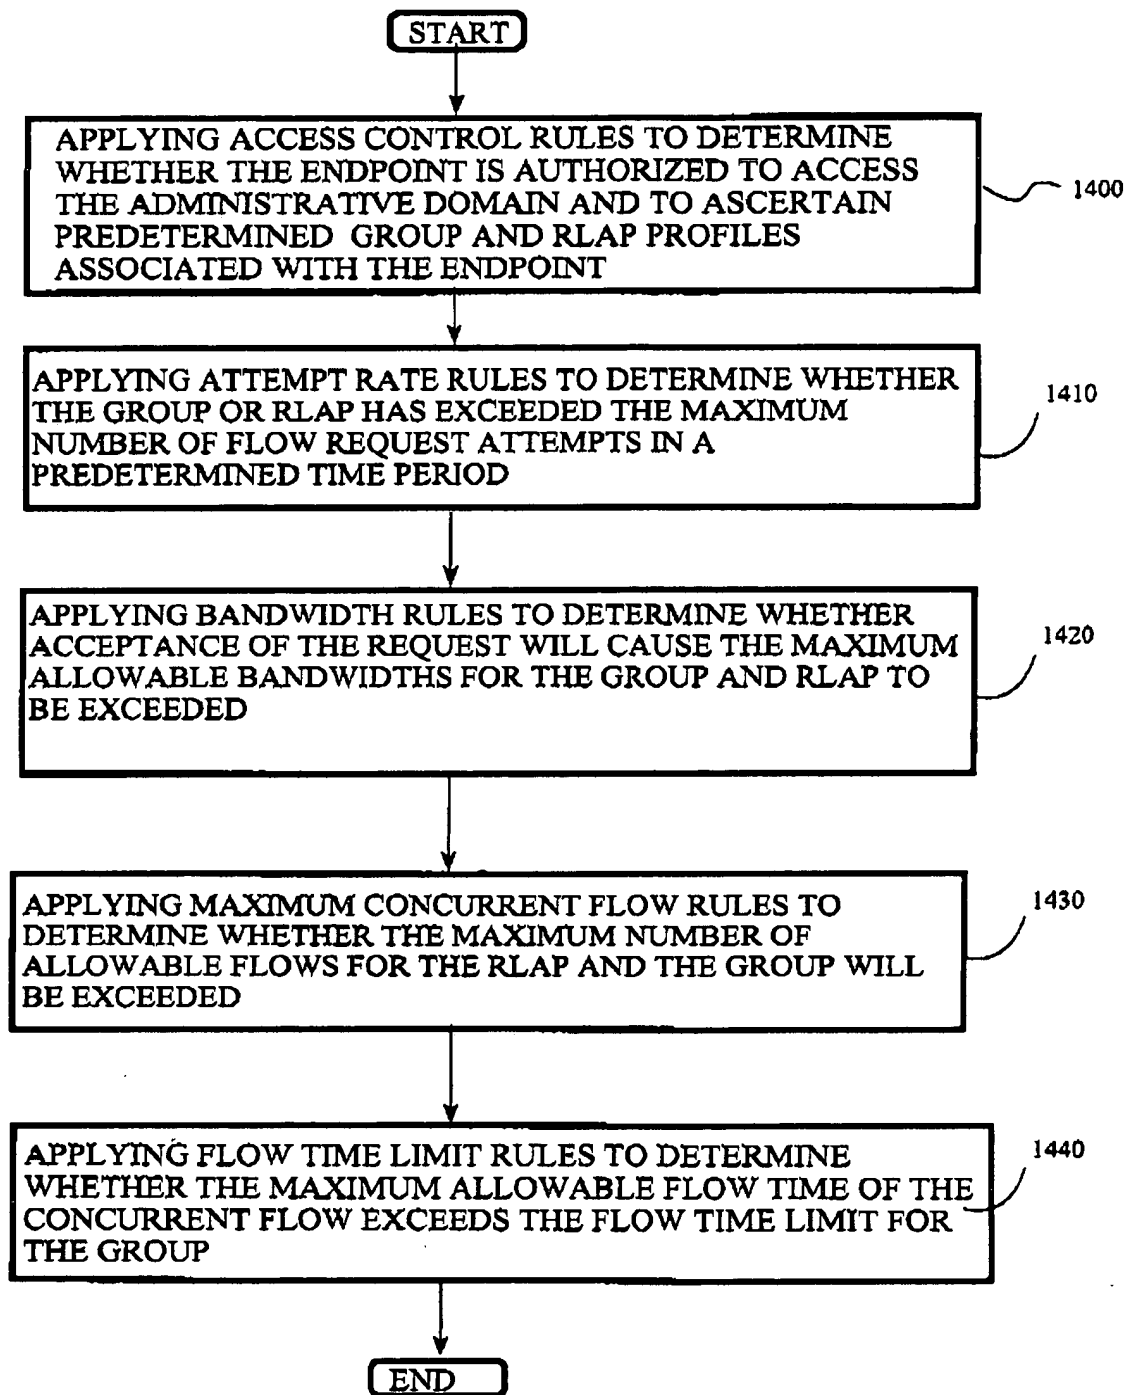 START
APPLYING ACCESS CONTROL RULES TO DETERMINE
WHETHER THE ENDPOINT IS AUTHORIZED TO ACCESS
THE ADMINISTRATIVE DOMAIN AND TO ASCERTAIN
PREDETERMINED GROUP AND RLAP PROFILES
ASSOCIATED WITH THE ENDPOINT
1400
APPLYING ATTEMPT RATE RULES TO DETERMINE WHETHER
THE GROUP OR RLAP HAS EXCEEDED THE MAXIMUM
NUMBER OF FLOW REQUEST ATTEMPTS IN A
PREDETERMINED TIME PERIOD
1410
APPLYING BANDWIDTH RULES TO DETERMINE WHETHER
ACCEPTANCE OF THE REQUEST WILL CAUSE THE MAXIMUM
ALLOWABLE BANDWIDTHS FOR THE GROUP AND RLAP TO
BE EXCEEDED
1420
APPLYING MAXIMUM CONCURRENT FLOW RULES TO
DETERMINE WHETHER THE MAXIMUM NUMBER OF
ALLOWABLE FLOWS FOR THE RLAP AND THE GROUP WILL
BE EXCEEDED
1430
APPLYING FLOW TIME LIMIT RULES TO DETERMINE
WHETHER THE MAXIMUM ALLOWABLE FLOW TIME OF THE
CONCURRENT FLOW EXCEEDS THE FLOW TIME LIMIT FOR
THE GROUP
1440
END